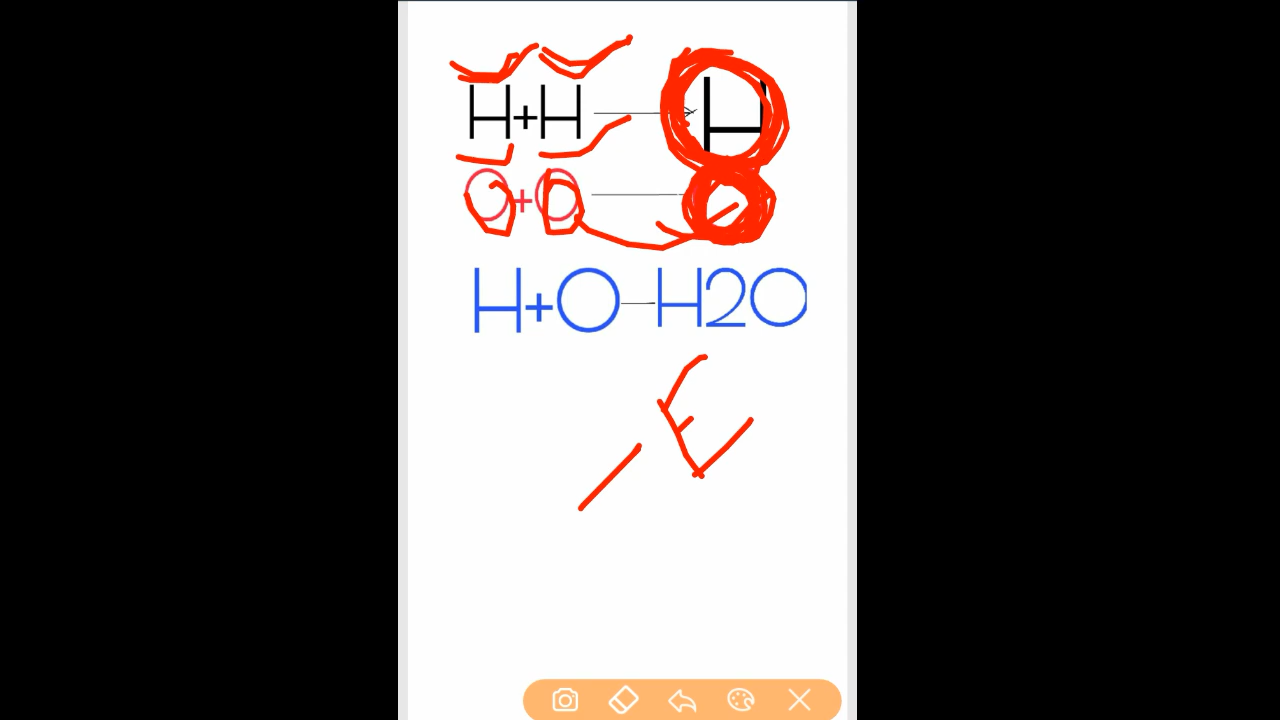 H+H → H
O+O — O
H+O—H2O